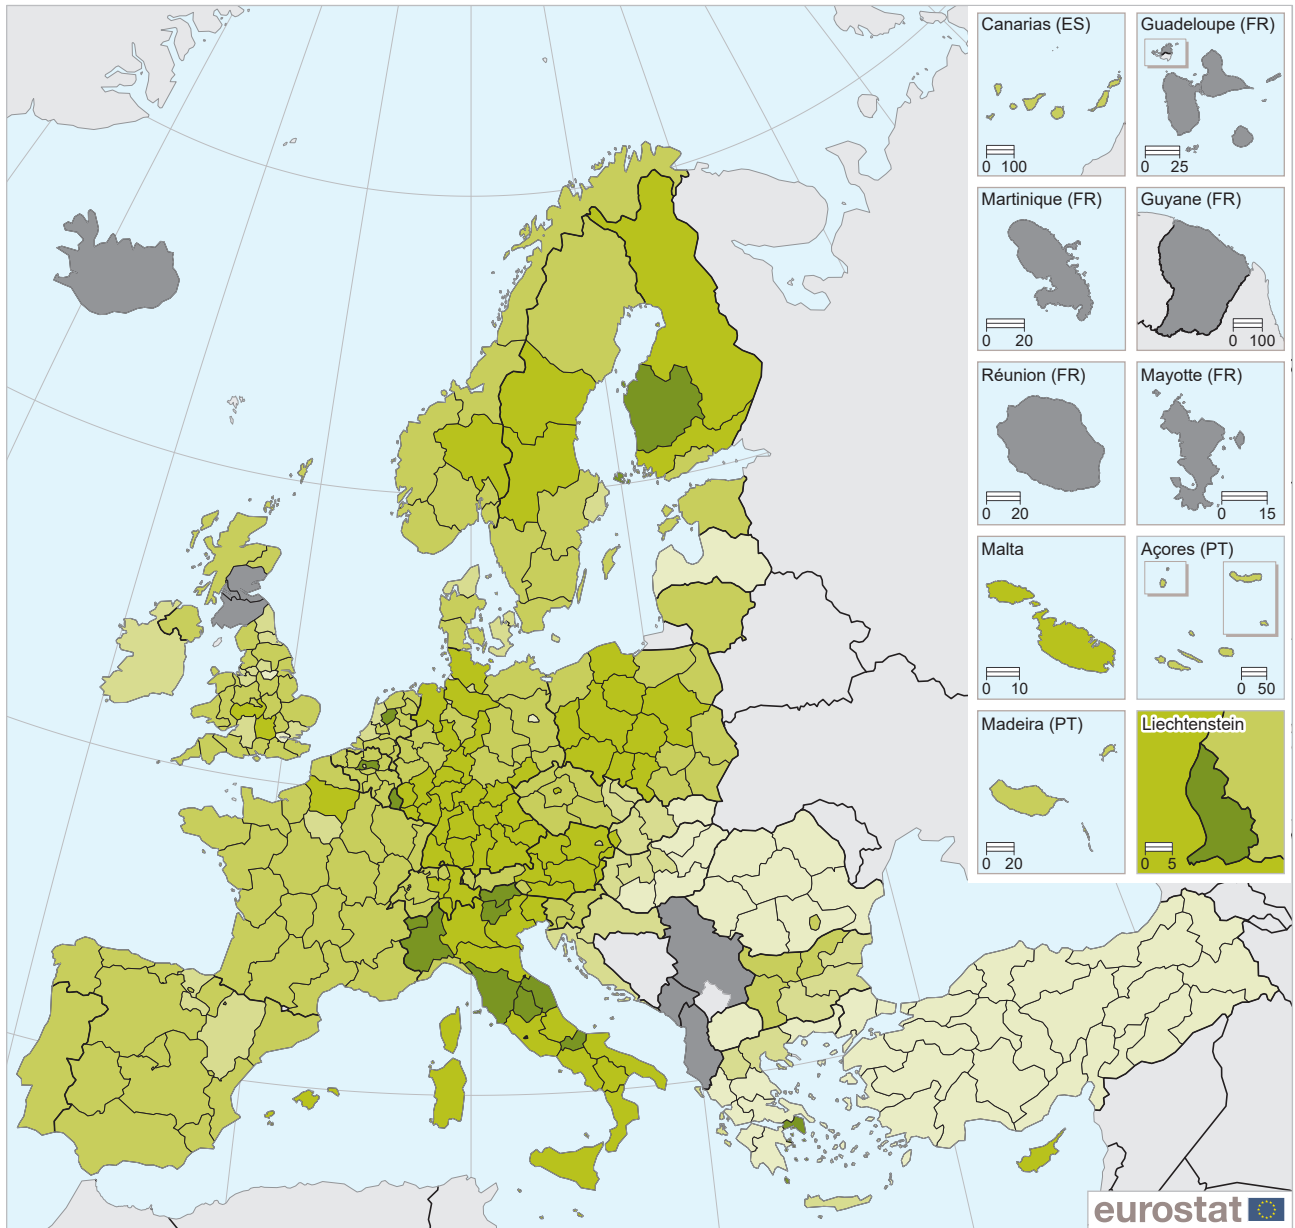 Canarias (ES)
0 100
Guadeloupe (FR)
0 25
Martinique (FR)
0 20
Guyane (FR)
0 100
Réunion (FR)
0 20
Mayotte (FR)
0 15
Malta
0 10
Açores (PT)
0 50
Madeira (PT)
0 20
Liechtenstein
0 5
eurostat